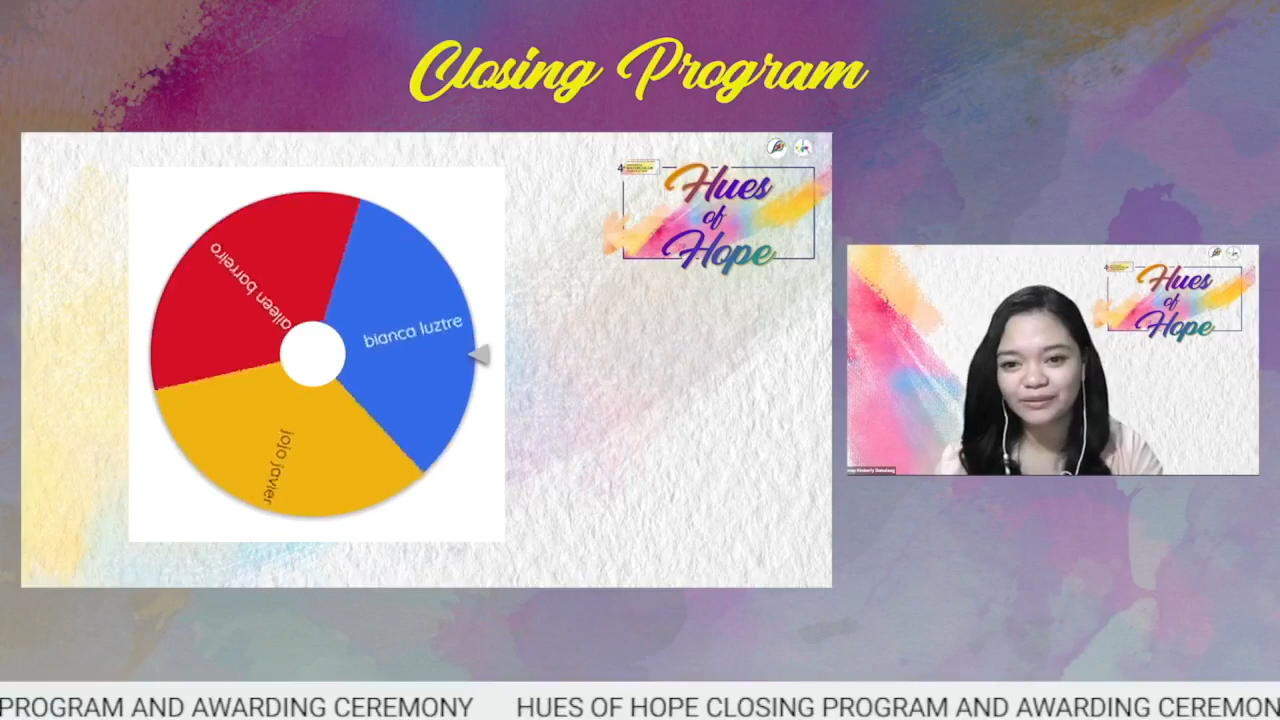 Closing Program
Hues
of
Hope
aileen barreiro
bianca luztre
jojo javier
Hues
of
Hope
PROGRAM AND AWARDING CEREMONY HUES OF HOPE CLOSING PROGRAM AND AWARDING CEREMON